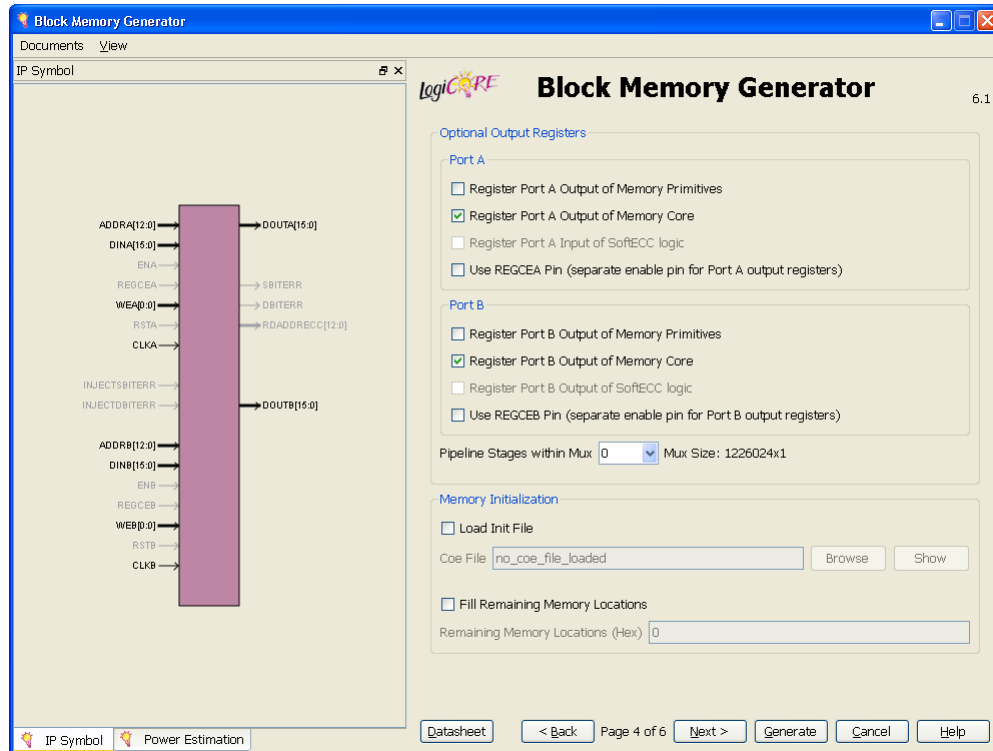 Block Memory Generator
Documents View
IP Symbol
ADDRA[12:0]
DOUTA[15:0]
DINA[15:0]
ENA
REGCEA
SBITERR
WEA[0:0]
DBITERR
RSTA
RDADDRECC[12:0]
CLKA
INJECTSBITERR
INJECTDBITERR
DOUTB[15:0]
ADDRB[12:0]
DINB[15:0]
ENB
REGCEB
WEB[0:0]
RSTB
CLKB
IP Symbol Power Estimation
LogiCORE
Block Memory Generator
6.1
Optional Output Registers
Port A
Register Port A Output of Memory Primitives
Register Port A Output of Memory Core
Register Port A Input of SoftECC logic
Use REGCEA Pin (separate enable pin for Port A output registers)
Port B
Register Port B Output of Memory Primitives
Register Port B Output of Memory Core
Register Port B Output of SoftECC logic
Use REGCEB Pin (separate enable pin for Port B output registers)
Pipeline Stages within Mux 0 Mux Size: 1226024x1
Memory Initialization
Load Init File
Coe File no_coe_file_loaded Browse Show
Fill Remaining Memory Locations
Remaining Memory Locations (Hex) 0
Datasheet < Back Page 4 of 6 Next > Generate Cancel Help